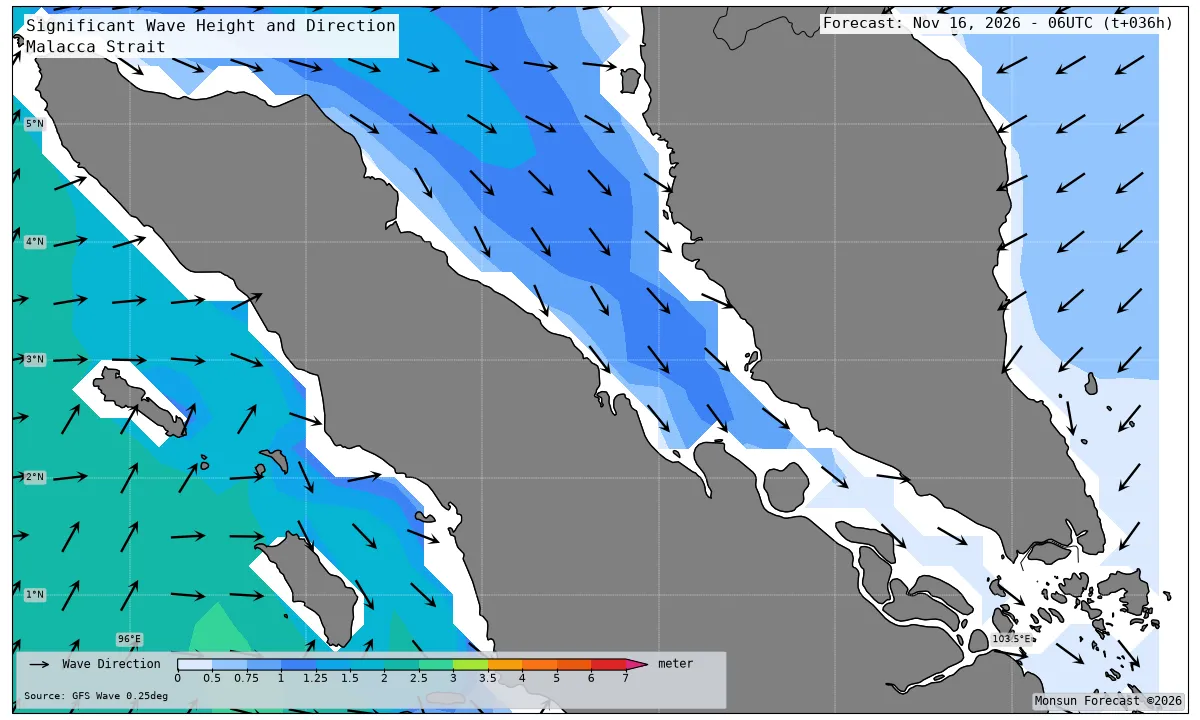 Significant Wave Height and Direction
Malacca Strait
Forecast: Nov 16, 2026 - 06UTC (t+036h)
5°N
4°N
3°N
2°N
1°N
96°E
103.5°E
Wave Direction
meter
0 0.5 0.75 1 1.25 1.5 2 2.5 3 3.5 4 5 6 7
Source: GFS Wave 0.25deg
Monsun Forecast ©2026